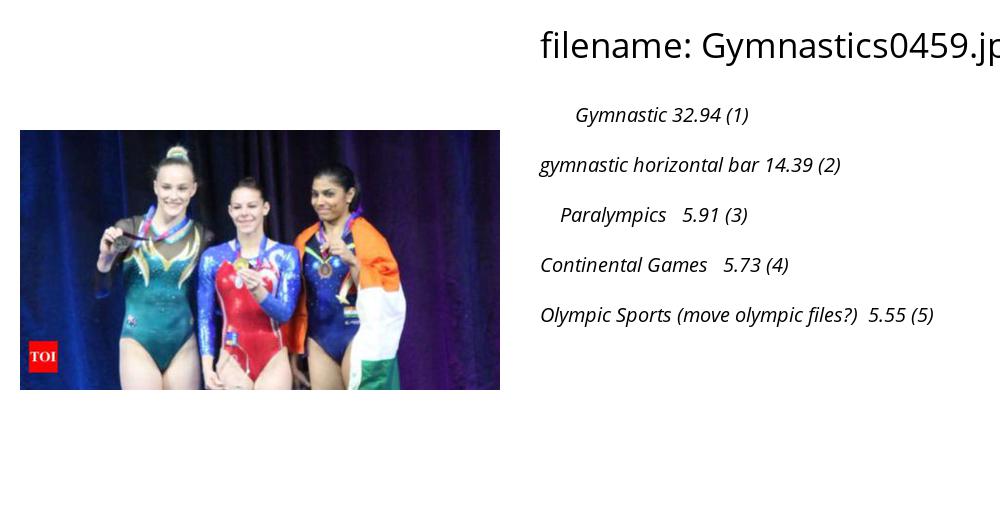 filename: Gymnastics0459.jp
Gymnastic 32.94 (1)
gymnastic horizontal bar 14.39 (2)
Paralympics 5.91 (3)
Continental Games 5.73 (4)
Olympic Sports (move olympic files?) 5.55 (5)
TOI